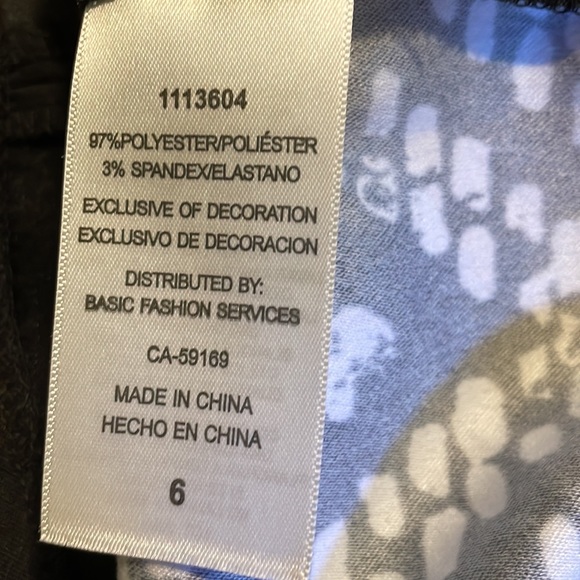 1113604
97%POLYESTER/POLIÉSTER
3% SPANDEX/ELASTANO
EXCLUSIVE OF DECORATION
EXCLUSIVO DE DECORACION
DISTRIBUTED BY:
BASIC FASHION SERVICES
CA-59169
MADE IN CHINA
HECHO EN CHINA
6